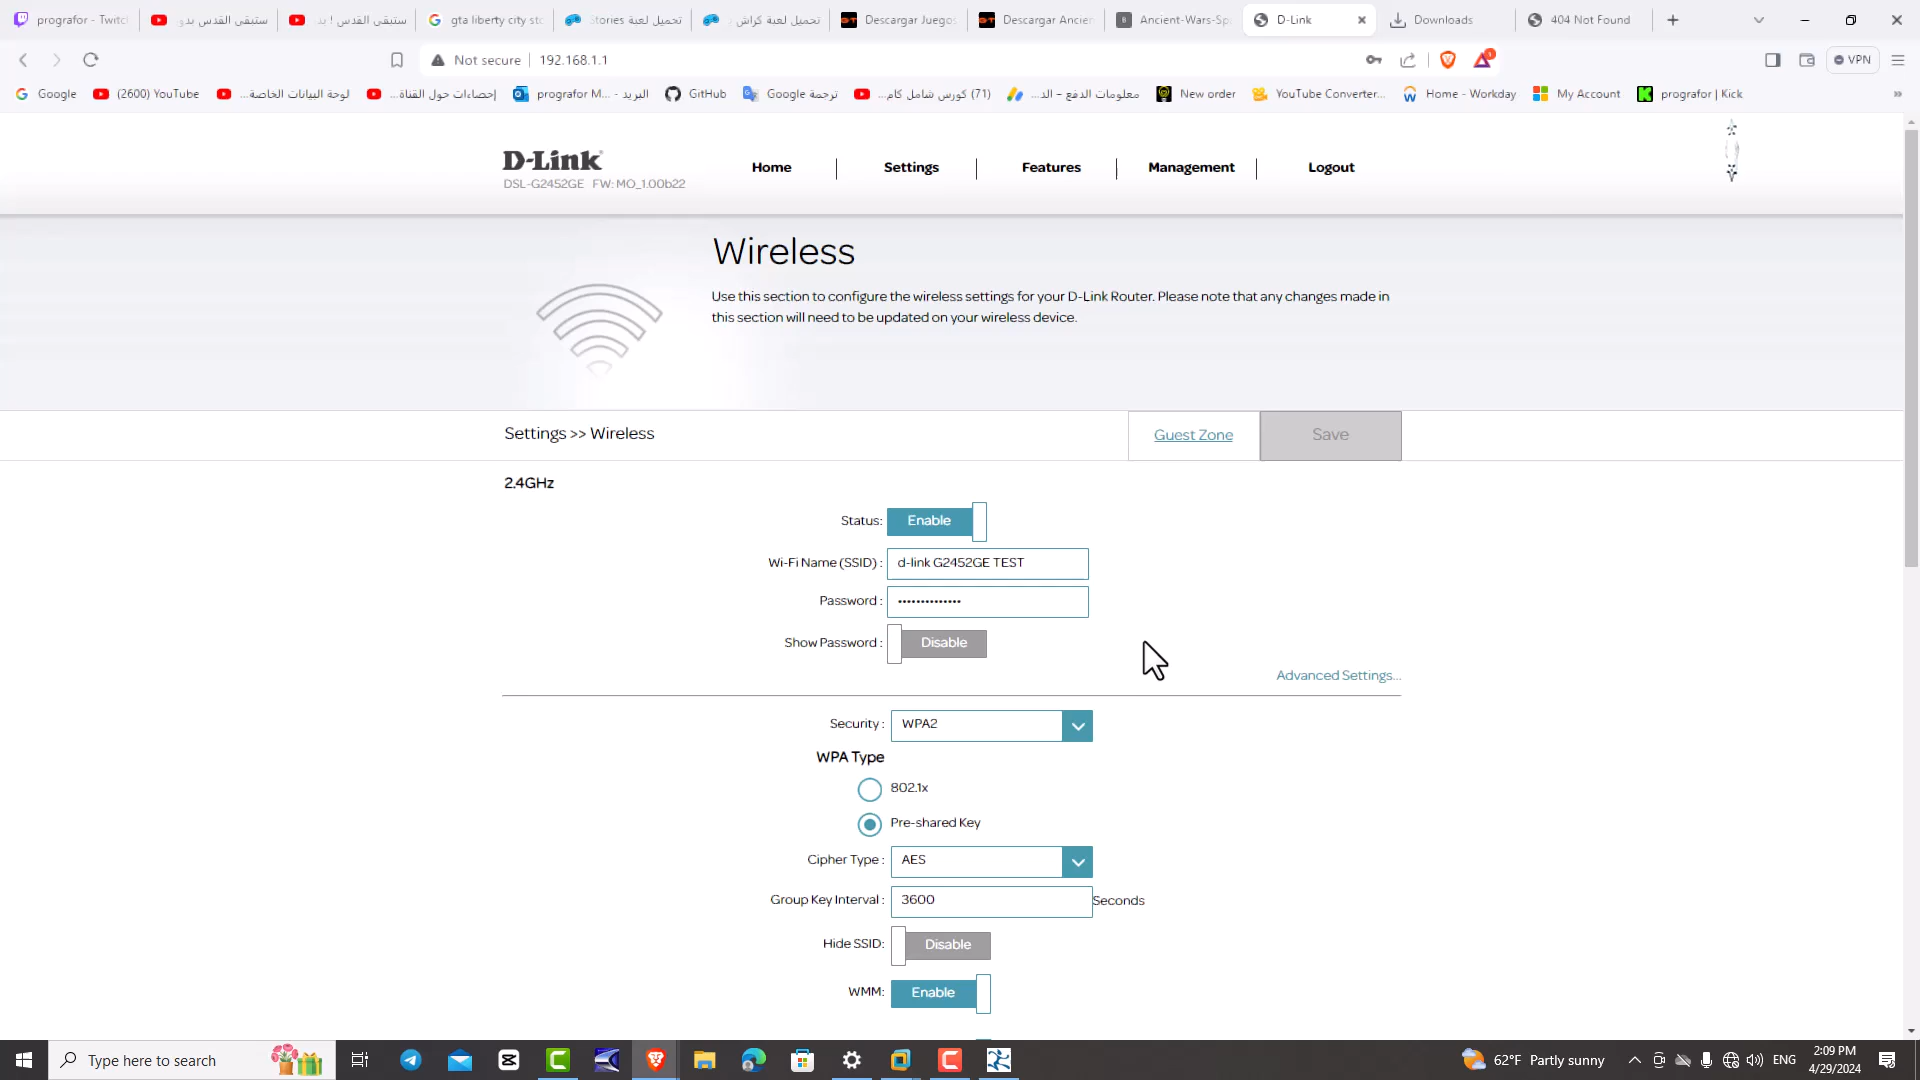 prografor - Twitch
ستبقى القدس بدو
ستبقى القدس ! بد
gta liberty city sto
تحميل لعبة Stories
تحميل لعبة كراش
Descargar Juegos
Descargar Ancien
Ancient-Wars-Sp
D-Link
Downloads
404 Not Found
Not secure
192.168.1.1
VPN
Google
(2600) YouTube
لوحة البيانات الخاصة...
إحصاءات حول القناة...
البريد - prografor M...
GitHub
ترجمة Google
(71) كورس شامل كام...
معلومات الدفع – الد...
New order
YouTube Converter...
Home - Workday
My Account
prografor | Kick
D-Link
DSL-G2452GE FW: MO_1.00b22
Home
Settings
Features
Management
Logout
Wireless
Use this section to configure the wireless settings for your D-Link Router. Please note that any changes made in
this section will need to be updated on your wireless device.
Settings >> Wireless
Guest Zone
Save
2.4GHz
Status: Enable
Wi-Fi Name (SSID) : d-link G2452GE TEST
Password : ••••••••••••••
Show Password : Disable
Advanced Settings...
Security : WPA2
WPA Type
802.1x
Pre-shared Key
Cipher Type : AES
Group Key Interval : 3600 Seconds
Hide SSID: Disable
WMM: Enable
Type here to search
62°F Partly sunny
ENG
2:09 PM
4/29/2024